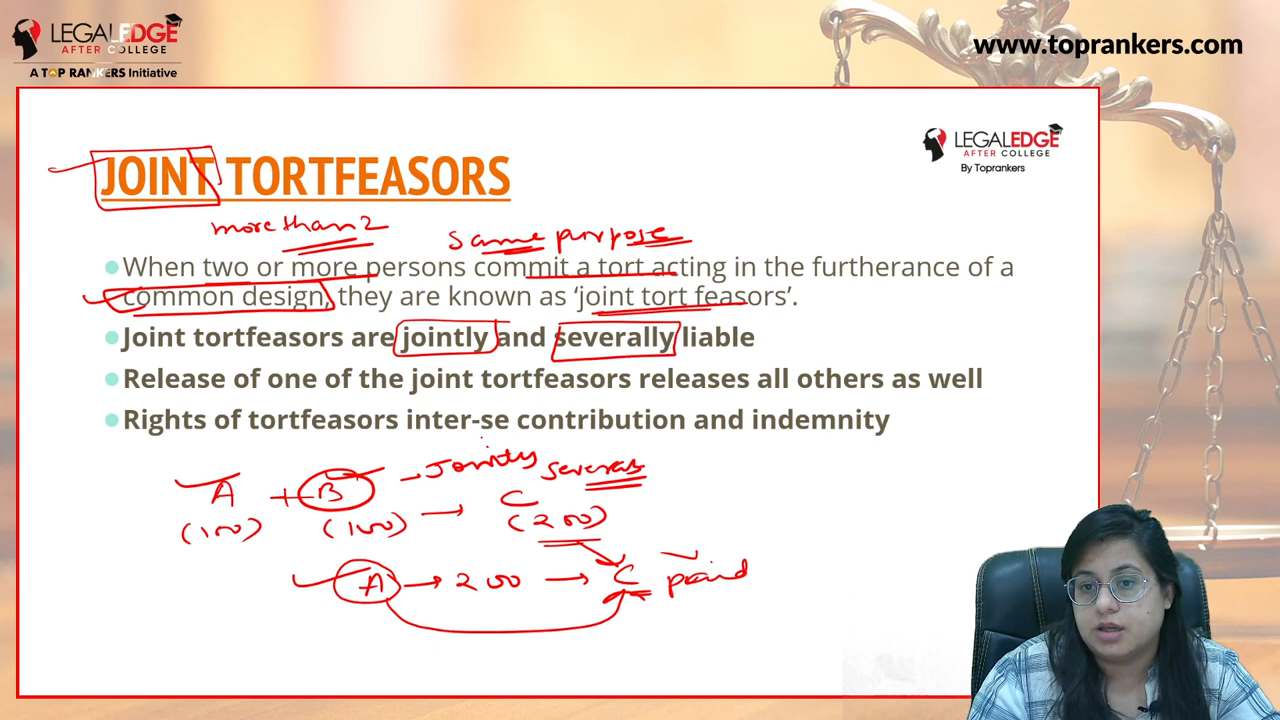 LEGALEDGE
AFTER COLLEGE
A TOP RANKERS Initiative
www.toprankers.com
LEGALEDGE
AFTER COLLEGE
By Toprankers
JOINT TORTFEASORS
more than 2
same purpose
When two or more persons commit a tort acting in the furtherance of a
common design, they are known as ‘joint tort feasors’.
Joint tortfeasors are jointly and severally liable
Release of one of the joint tortfeasors releases all others as well
Rights of tortfeasors inter-se contribution and indemnity
A + B - Jointly C
(100) (100) → (200)
A → 200 → C paid